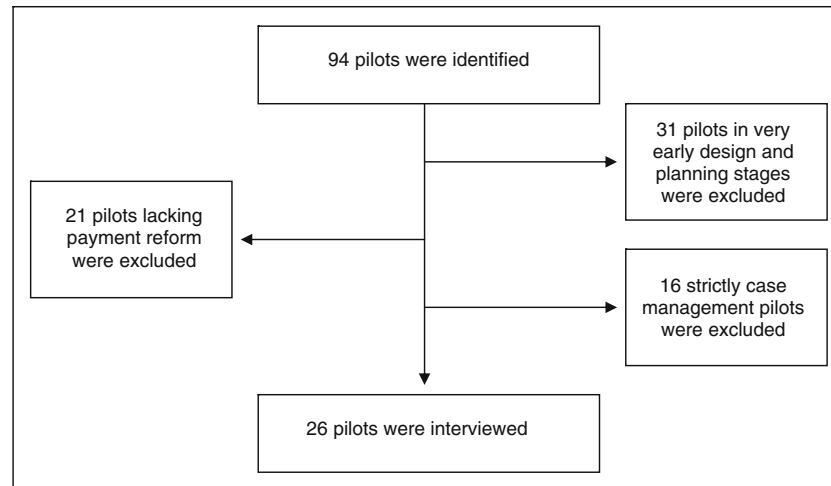 94 pilots were identified
31 pilots in very
early design and
planning stages
were excluded
21 pilots lacking
payment reform
were excluded
16 strictly case
management pilots
were excluded
26 pilots were interviewed